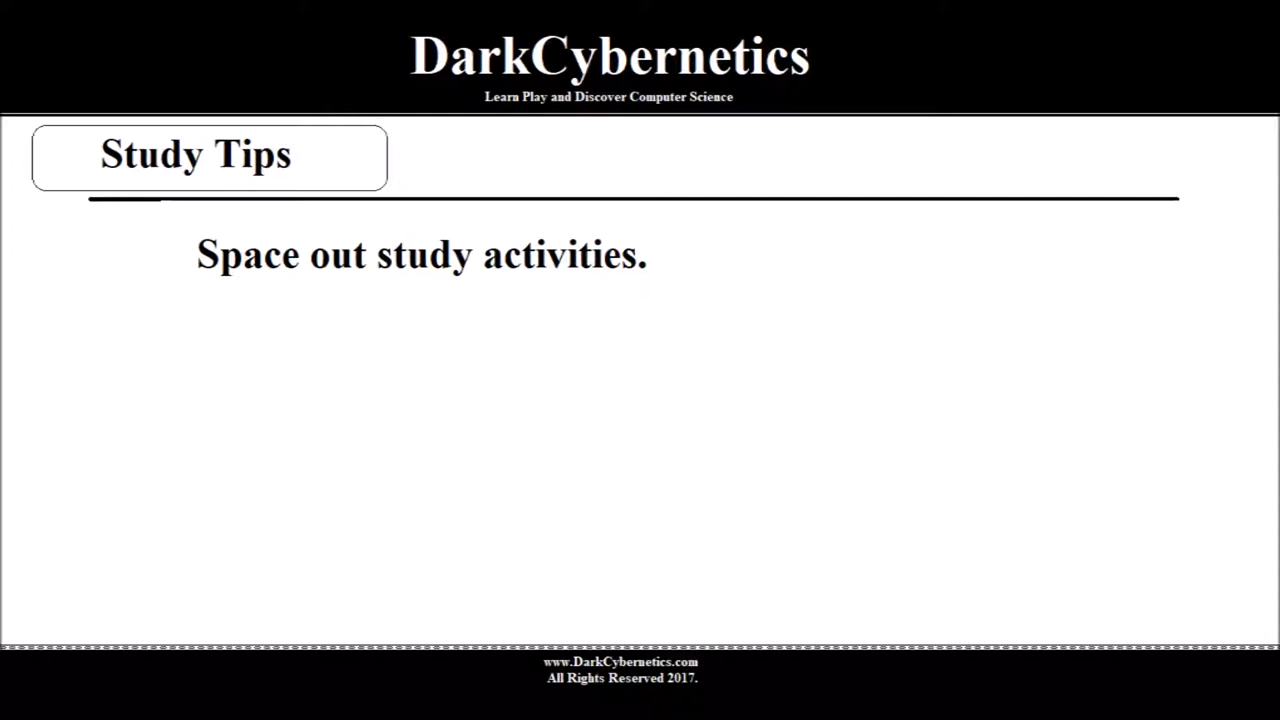 DarkCybernetics
Learn Play and Discover Computer Science
Study Tips
Space out study activities.
www.DarkCybernetics.com
All Rights Reserved 2017.